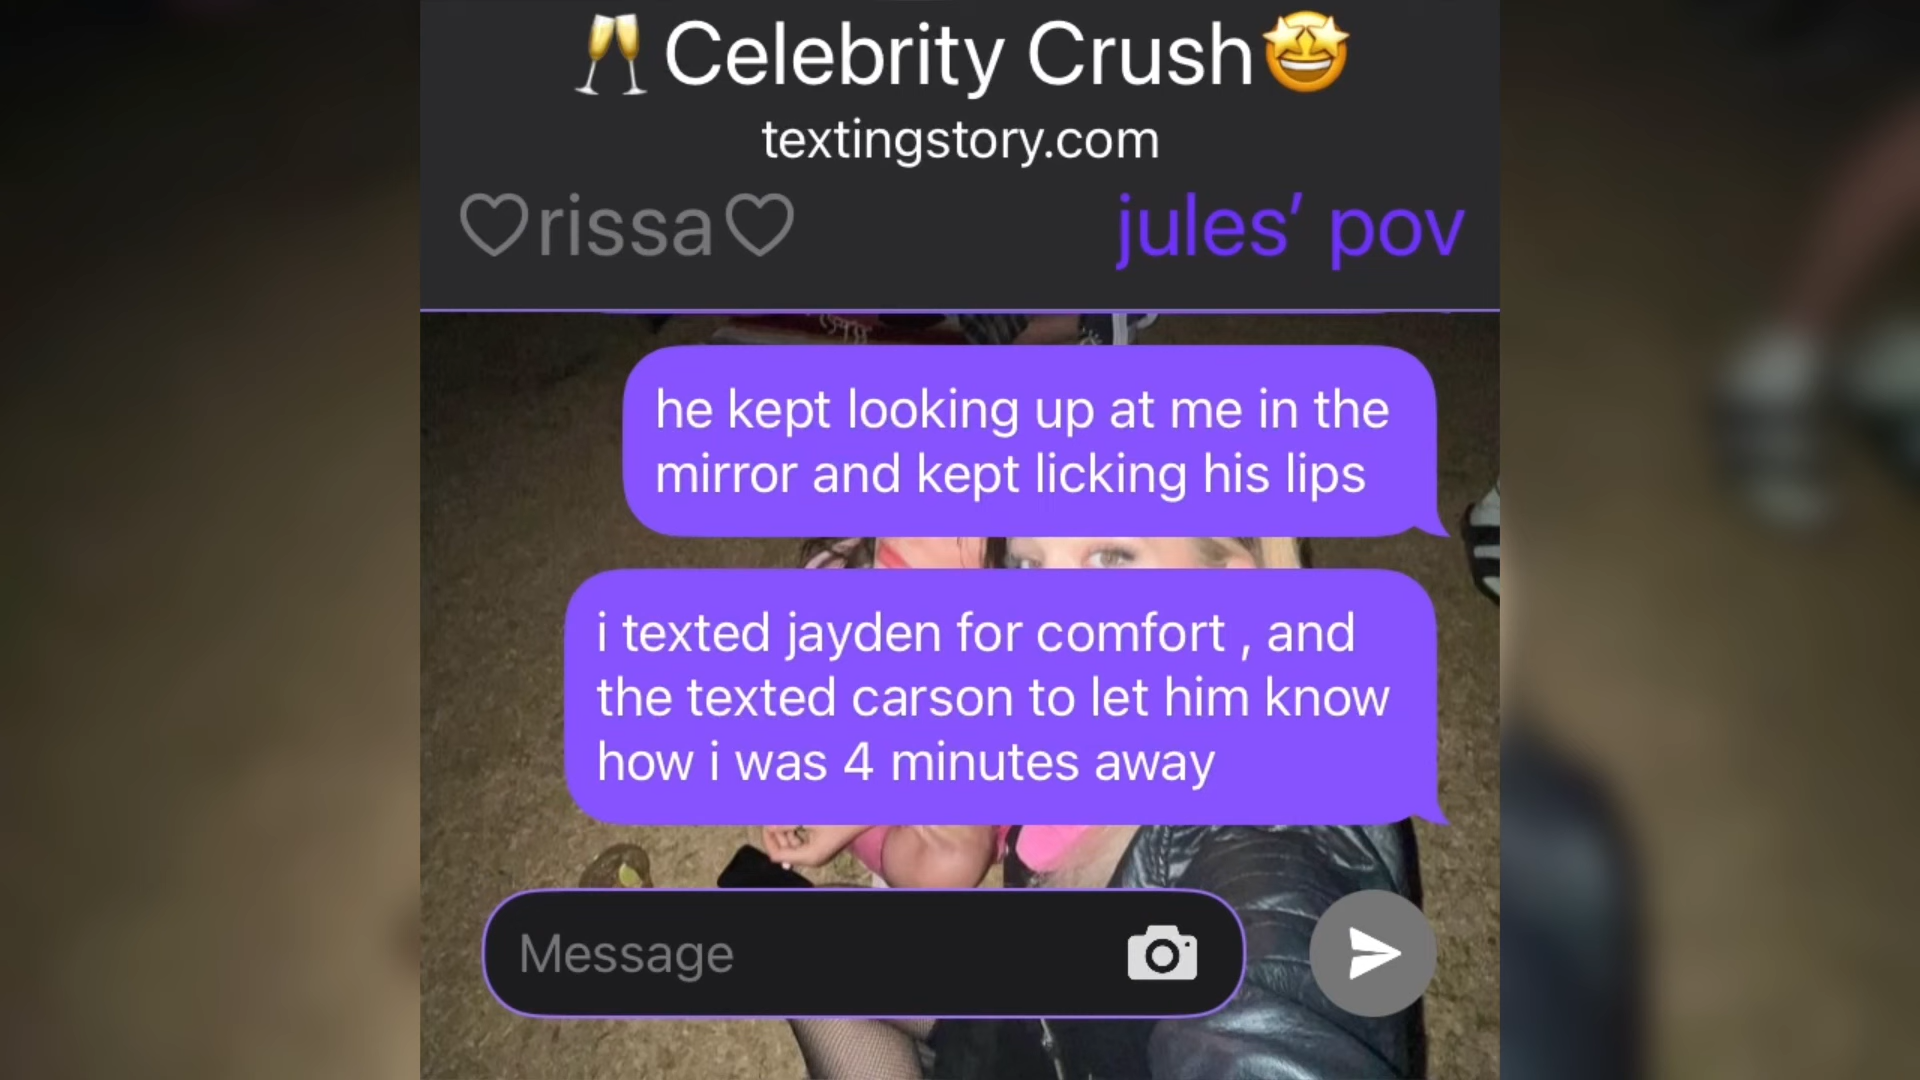 🥂Celebrity Crush🤩
textingstory.com
♡rissa♡
jules’ pov
he kept looking up at me in the
mirror and kept licking his lips
i texted jayden for comfort , and
the texted carson to let him know
how i was 4 minutes away
Message